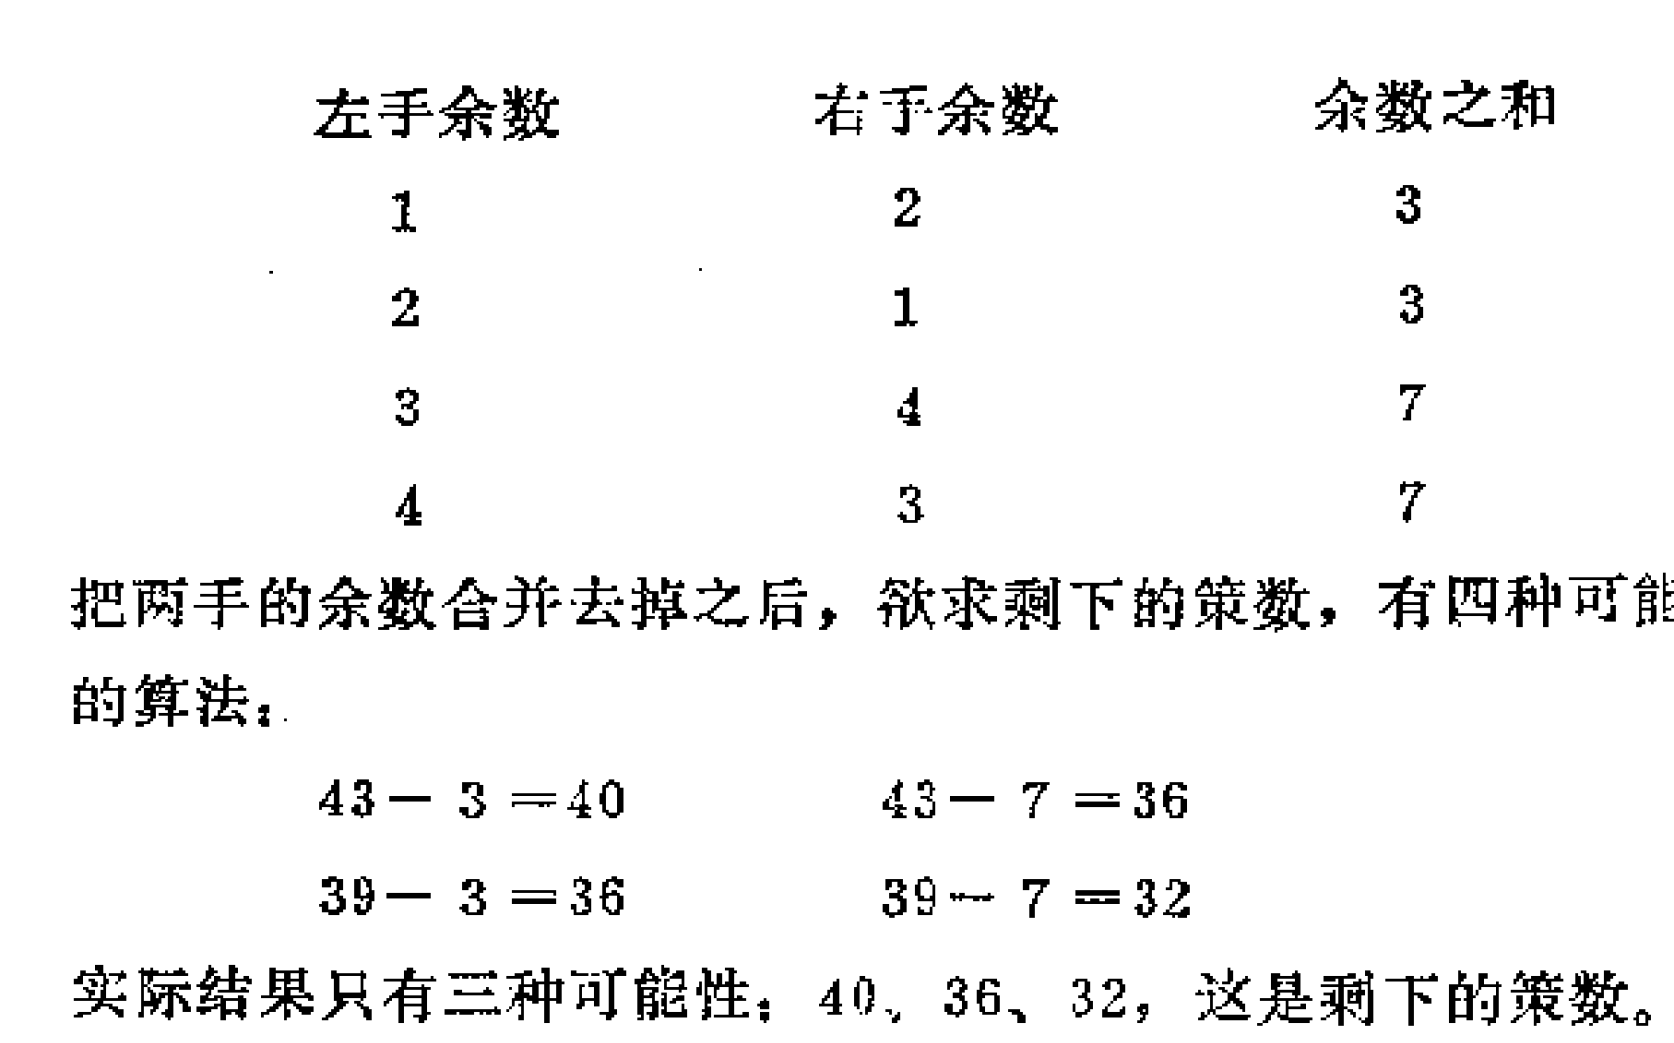 左手余数 右手余数 余数之和
1 2 3
2 1 3
3 4 7
4 3 7
把两手的余数合并去掉之后，欲求剩下的策数，有四种可能
的算法：
43－3＝40 43－7＝36
39－3＝36 39－7＝32
实际结果只有三种可能性：40、36、32，这是剩下的策数。